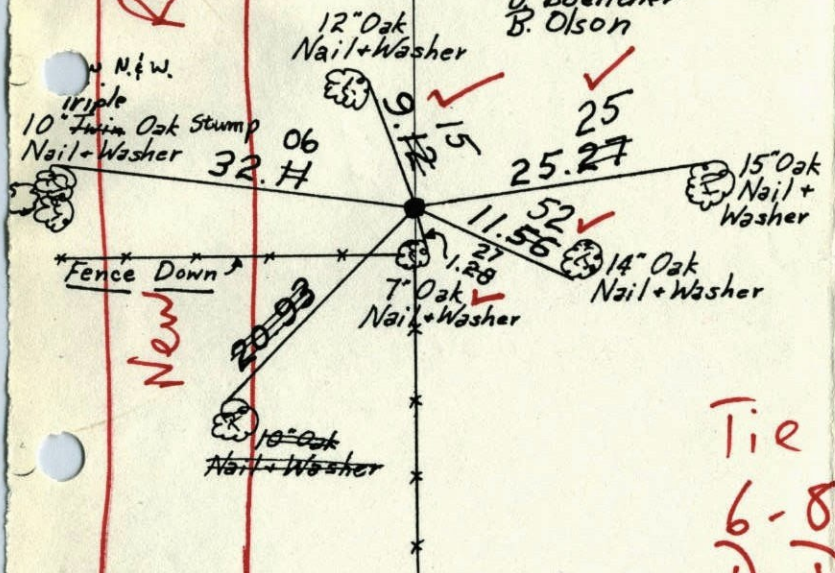 B. Olson
12" Oak
Nail + Washer
N. & W.
Triple
10" Twin Oak Stump
Nail + Washer
06
32.11
9.12
15
25
25.27
15" Oak
Nail +
Washer
52
11.56
14" Oak
Nail + Washer
27
1.28
7" Oak
Nail + Washer
Fence Down
New
20.93
10" Oak
Nail + Washer
Tie
6-8